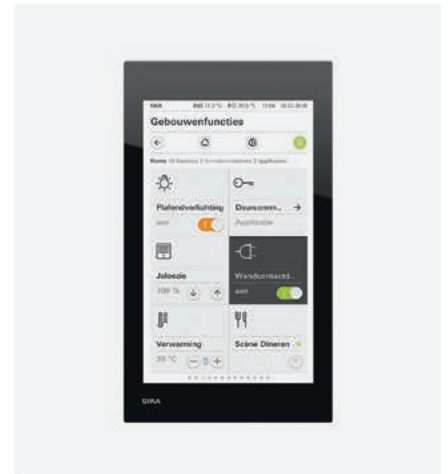 Gebouwenfuncties
Plafondverlichting
aan
Deurcomm..
Applicatie
Jaloezie
100 %
Wandcontactd..
aan
Verwarming
20 °C
Scène Dineren
GIRA